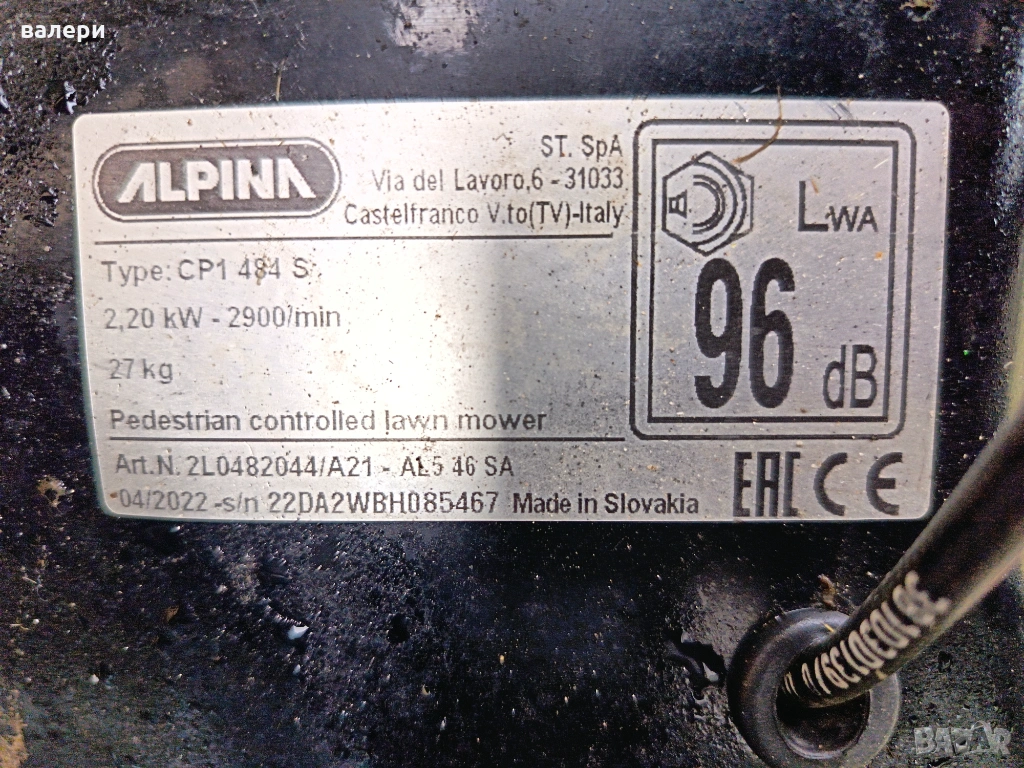 валери
ALPINA
ST. SpA
Via del Lavoro,6 - 31033
Castelfranco V.to(TV)-Italy
Type: CP1 484 S
2,20 kW - 2900/min
27 kg
Pedestrian controlled lawn mower
Art.N. 2L0482044/A21 - AL5 46 SA
04/2022 -s/n 22DA2WBH085467 Made in Slovakia
LWA
96
dB
EAC CE
BAZAR